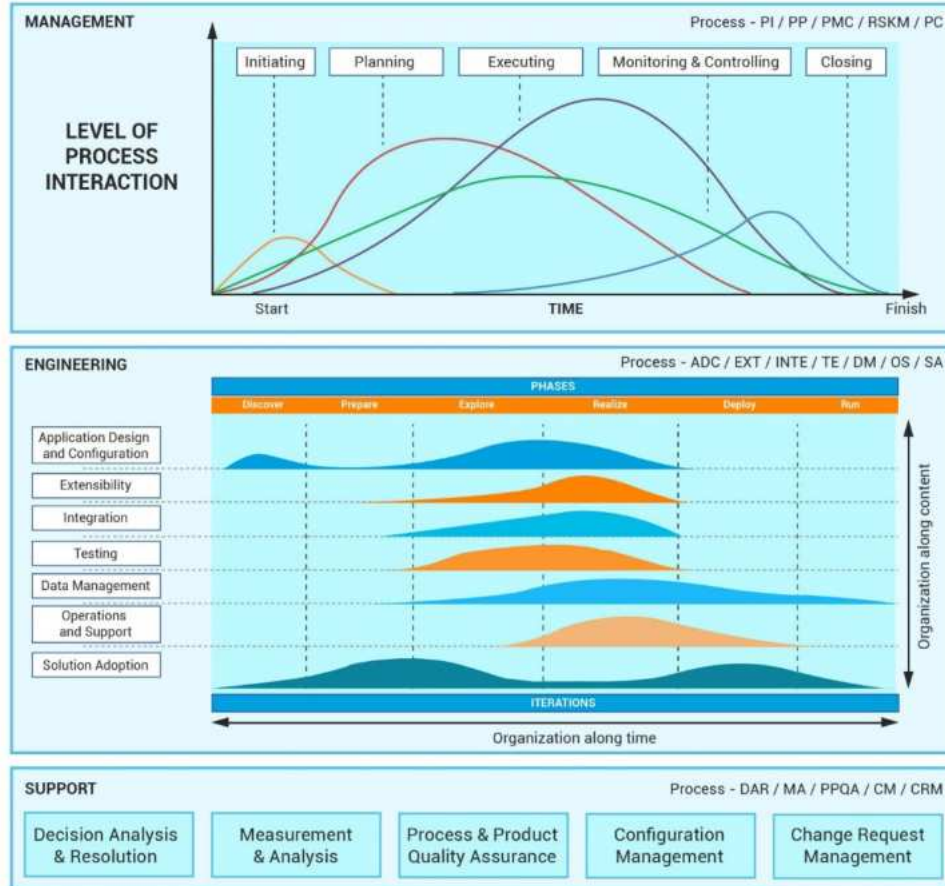 MANAGEMENT
Process - PI / PP / PMC / RSKM / PC
Initiating
Planning
Executing
Monitoring & Controlling
Closing
LEVEL OF
PROCESS
INTERACTION
Start
TIME
Finish
ENGINEERING
Process - ADC / EXT / INTE / TE / DM / OS / SA
PHASES
Discover
Prepare
Explore
Realize
Deploy
Run
Application Design
and Configuration
Extensibility
Integration
Testing
Data Management
Operations
and Support
Solution Adoption
Organization along content
ITERATIONS
Organization along time
SUPPORT
Process - DAR / MA / PPQA / CM / CRM
Decision Analysis
& Resolution
Measurement
& Analysis
Process & Product
Quality Assurance
Configuration
Management
Change Request
Management